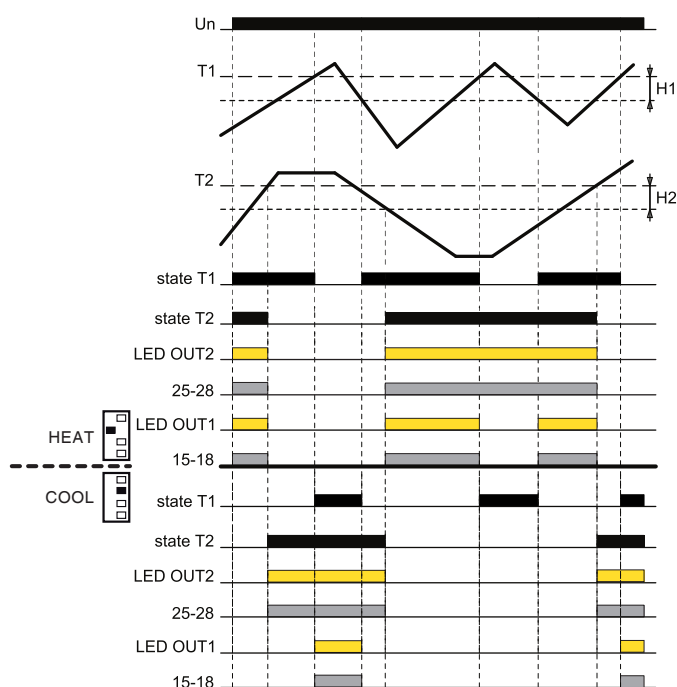 Un
T1
H1
T2
H2
state T1
state T2
LED OUT2
25-28
HEAT
LED OUT1
15-18
COOL
state T1
state T2
LED OUT2
25-28
LED OUT1
15-18